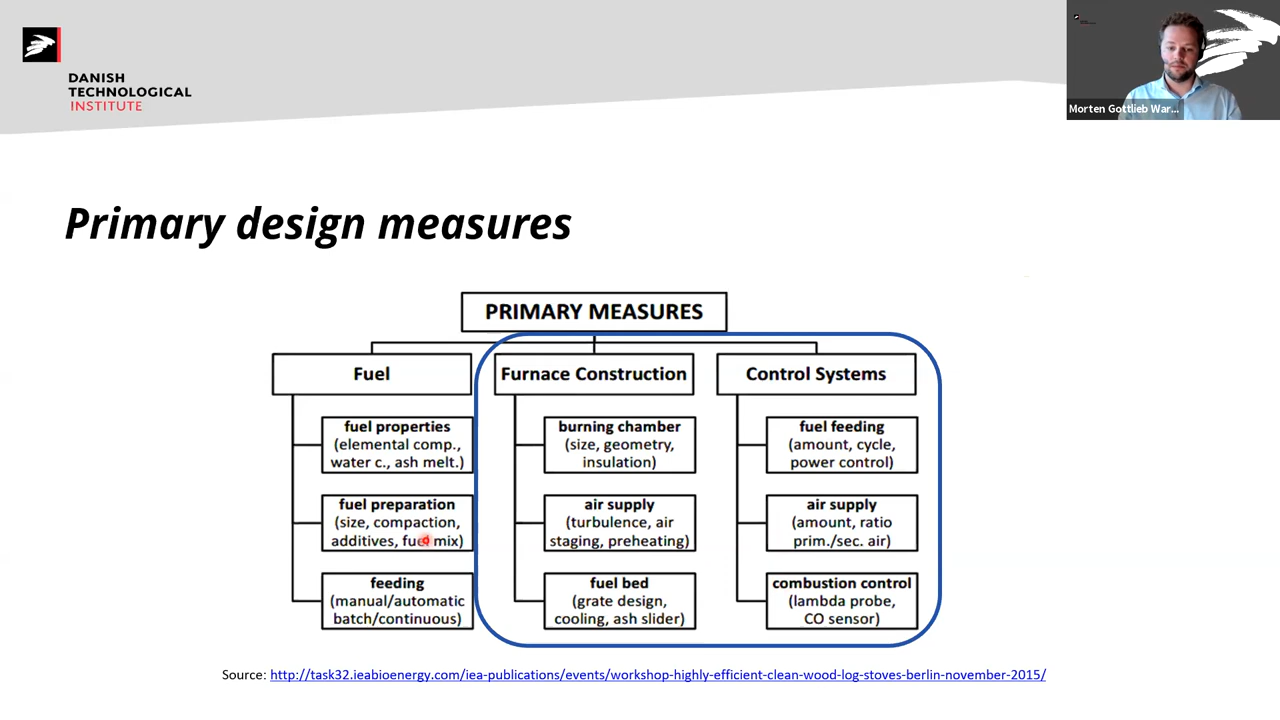 DANISH
TECHNOLOGICAL
INSTITUTE
Morten Gottlieb War...
Primary design measures
PRIMARY MEASURES
Fuel
fuel properties
(elemental comp.,
water c., ash melt.)
fuel preparation
(size, compaction,
additives, fuel mix)
feeding
(manual/automatic
batch/continuous)
Furnace Construction
burning chamber
(size, geometry,
insulation)
air supply
(turbulence, air
staging, preheating)
fuel bed
(grate design,
cooling, ash slider)
Control Systems
fuel feeding
(amount, cycle,
power control)
air supply
(amount, ratio
prim./sec. air)
combustion control
(lambda probe,
CO sensor)
Source: http://task32.ieabioenergy.com/iea-publications/events/workshop-highly-efficient-clean-wood-log-stoves-berlin-november-2015/